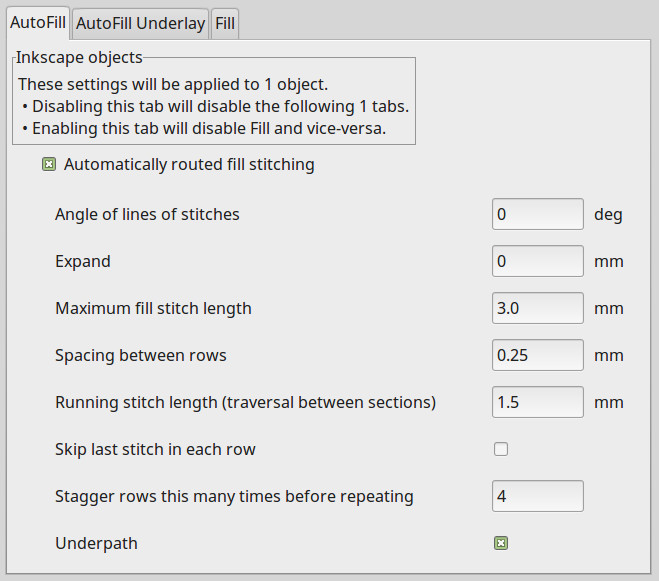 AutoFill AutoFill Underlay Fill
Inkscape objects
These settings will be applied to 1 object.
• Disabling this tab will disable the following 1 tabs.
• Enabling this tab will disable Fill and vice-versa.
Automatically routed fill stitching
Angle of lines of stitches 0 deg
Expand 0 mm
Maximum fill stitch length 3.0 mm
Spacing between rows 0.25 mm
Running stitch length (traversal between sections) 1.5 mm
Skip last stitch in each row
Stagger rows this many times before repeating 4
Underpath